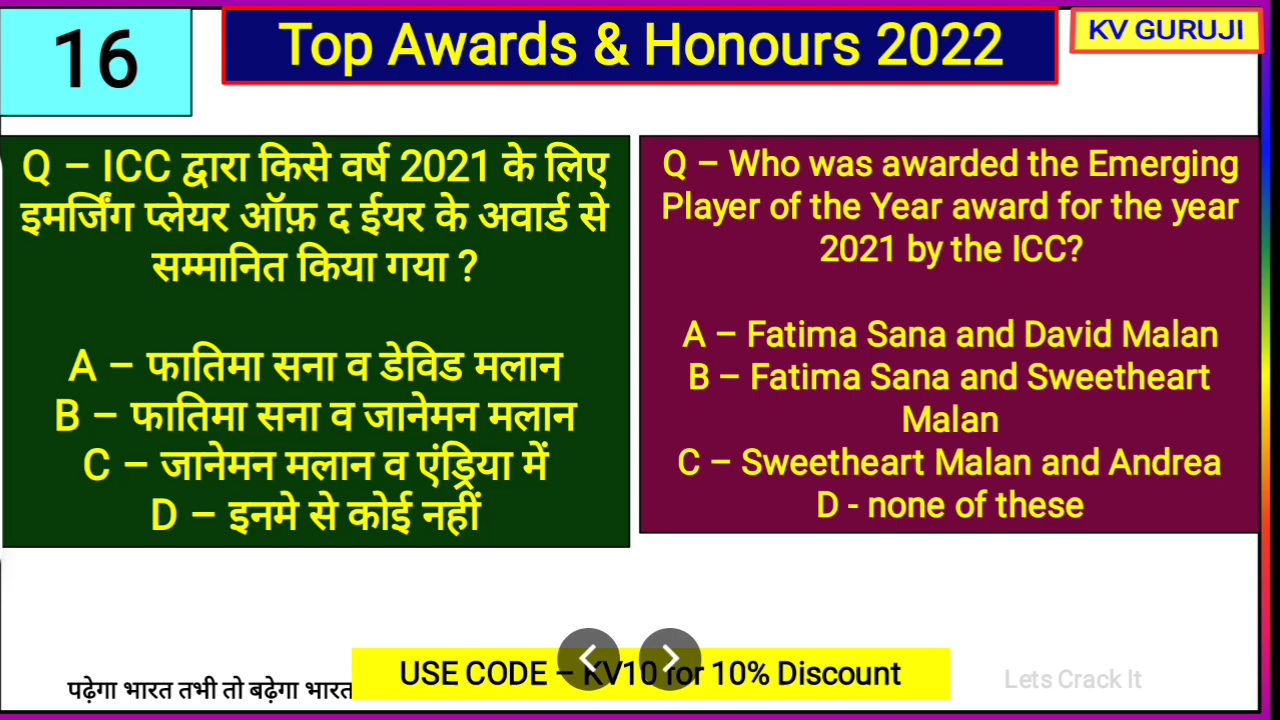 16
Top Awards & Honours 2022
KV GURUJI
Q – ICC द्वारा किसे वर्ष 2021 के लिए
इमर्जिंग प्लेयर ऑफ़ द ईयर के अवार्ड से
सम्मानित किया गया ?
A – फातिमा सना व डेविड मलान
B – फातिमा सना व जानेमन मलान
C – जानेमन मलान व एंड्रिया में
D – इनमे से कोई नहीं
Q – Who was awarded the Emerging
Player of the Year award for the year
2021 by the ICC?
A – Fatima Sana and David Malan
B – Fatima Sana and Sweetheart
Malan
C – Sweetheart Malan and Andrea
D - none of these
पढ़ेगा भारत तभी तो बढ़ेगा भारत
USE CODE – KV10 for 10% Discount
Lets Crack It